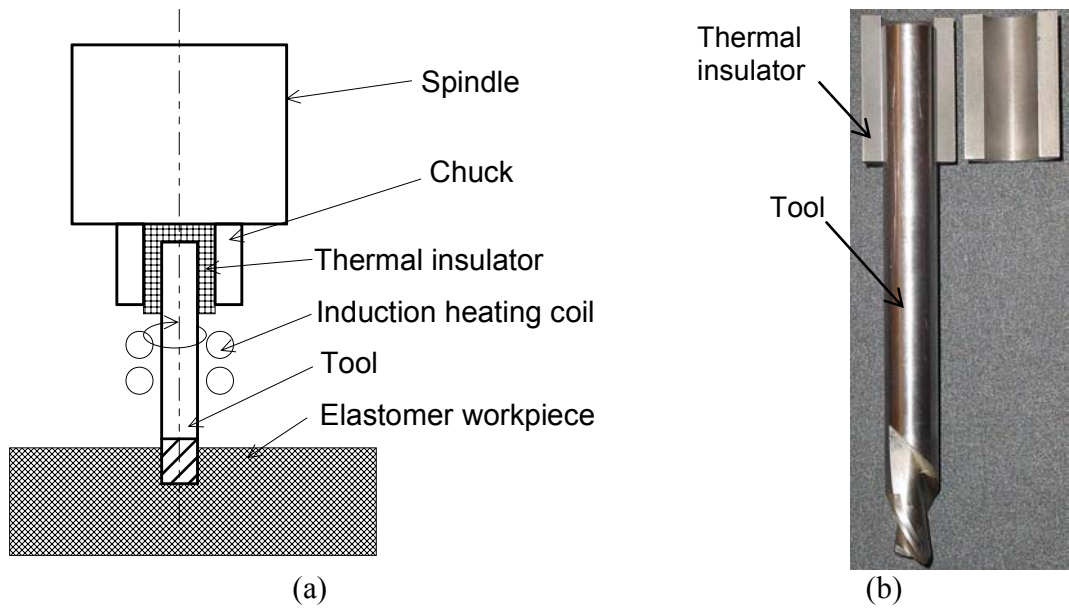 Spindle
Chuck
Thermal insulator
Induction heating coil
Tool
Elastomer workpiece
(a)
Thermal
insulator
Tool
(b)